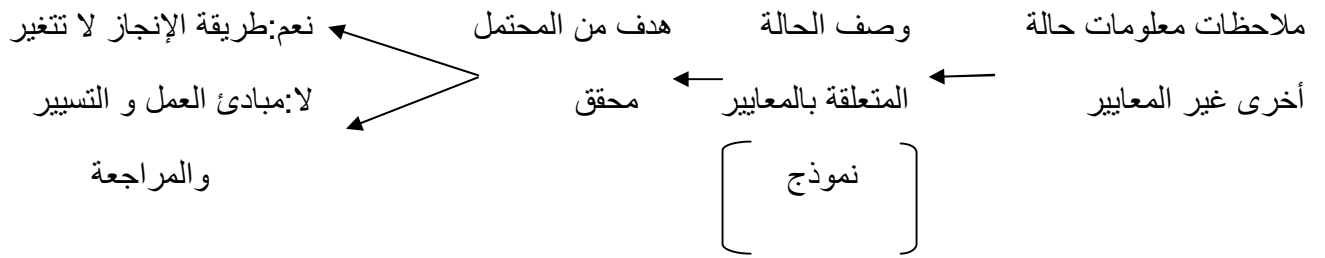 ملاحظات معلومات حالة وصف الحالة هدف من المحتمل نعم:طريقة الإنجاز لا تتغير
أخرى غير المعايير المتعلقة بالمعايير محقق لا:مبادئ العمل و التسيير
نموذج والمراجعة